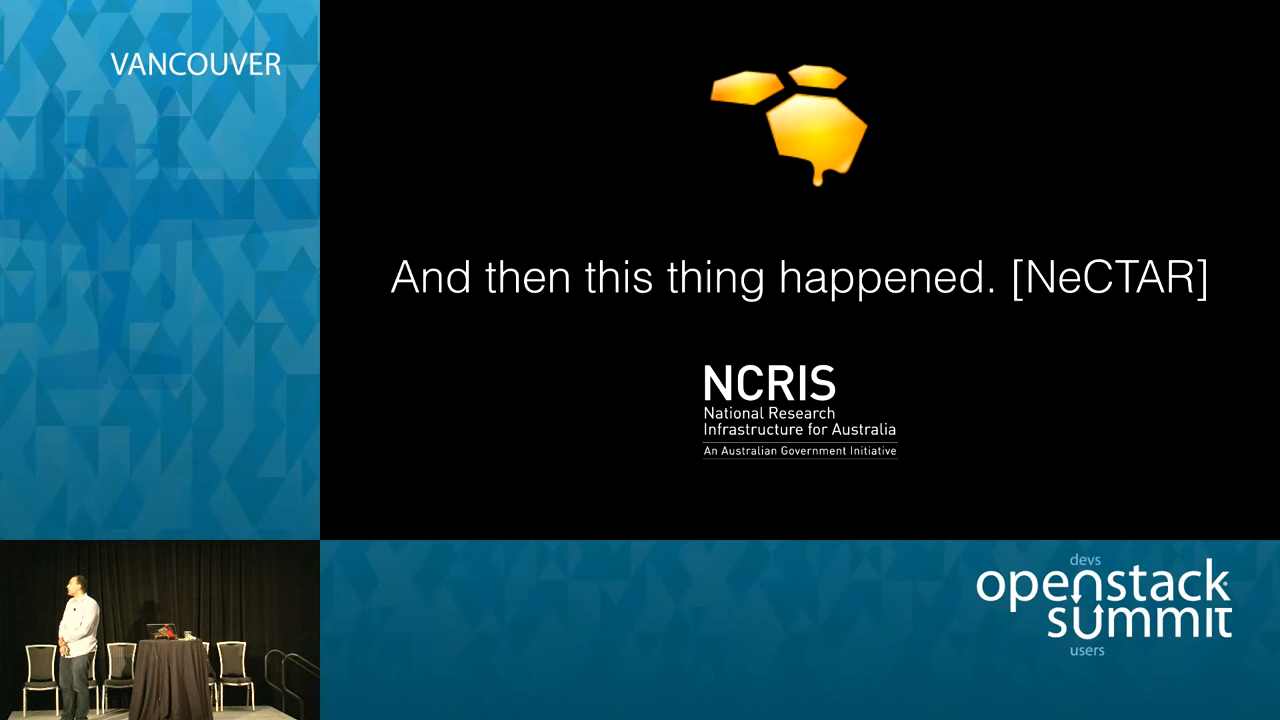 VANCOUVER
And then this thing happened. [NeCTAR]
NCRIS
National Research
Infrastructure for Australia
An Australian Government Initiative
devs
openstack
summit
users